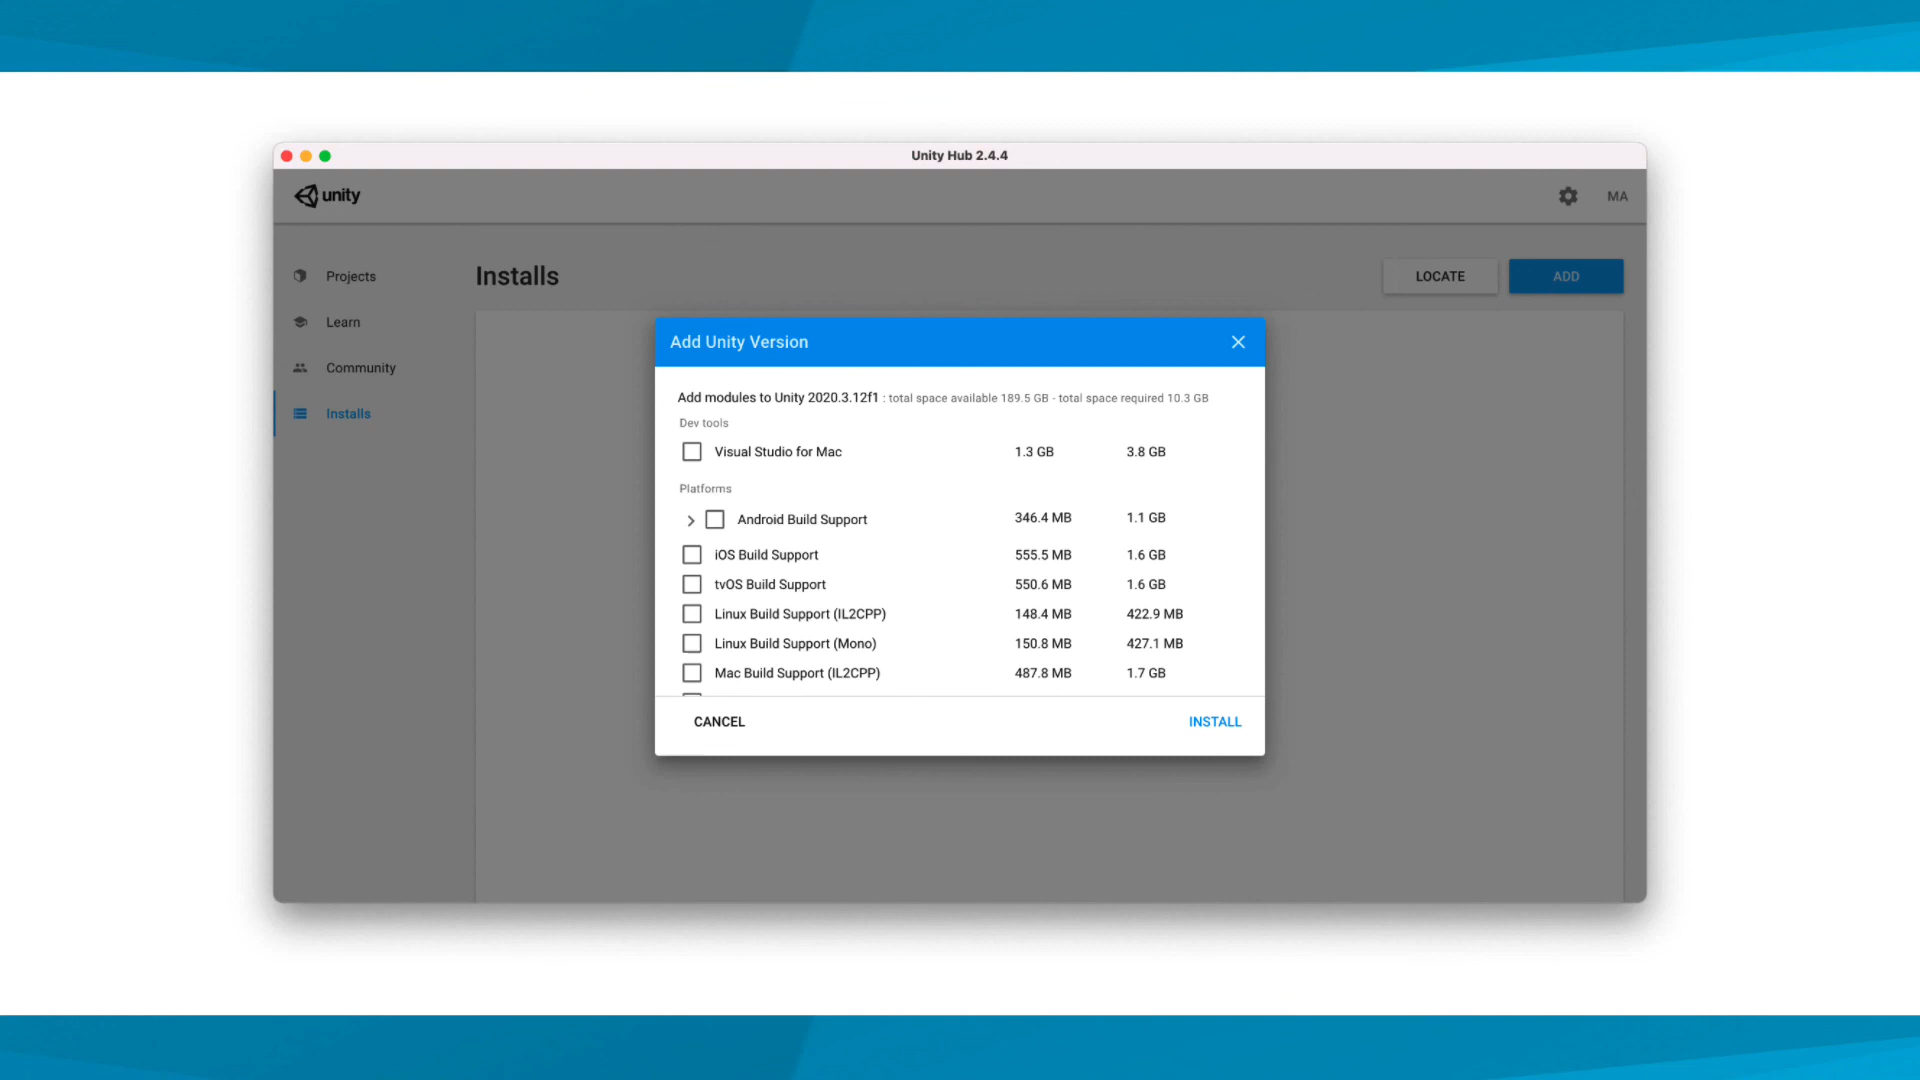 Unity Hub 2.4.4
unity
MA
Projects
Learn
Community
Installs
Installs
LOCATE
ADD
Add Unity Version
Add modules to Unity 2020.3.12f1 : total space available 189.5 GB - total space required 10.3 GB
Dev tools
Visual Studio for Mac 1.3 GB 3.8 GB
Platforms
Android Build Support 346.4 MB 1.1 GB
iOS Build Support 555.5 MB 1.6 GB
tvOS Build Support 550.6 MB 1.6 GB
Linux Build Support (IL2CPP) 148.4 MB 422.9 MB
Linux Build Support (Mono) 150.8 MB 427.1 MB
Mac Build Support (IL2CPP) 487.8 MB 1.7 GB
CANCEL
INSTALL